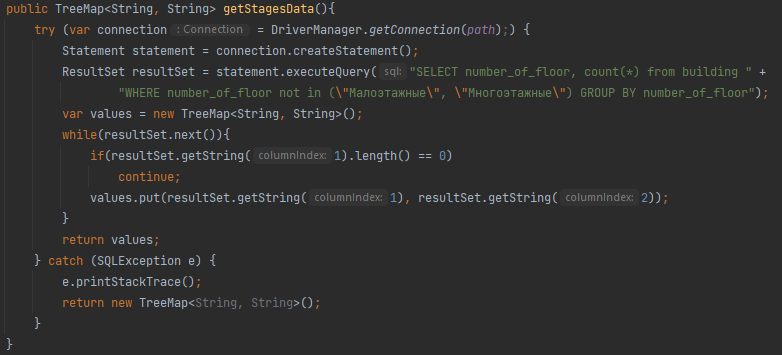 public TreeMap<String, String> getStagesData(){
try (var connection : Connection = DriverManager.getConnection(path);) {
Statement statement = connection.createStatement();
ResultSet resultSet = statement.executeQuery( sql: "SELECT number_of_floor, count(*) from building " +
"WHERE number_of_floor not in (\"Малоэтажные\", \"Многоэтажные\") GROUP BY number_of_floor");
var values = new TreeMap<String, String>();
while(resultSet.next()){
if(resultSet.getString( columnIndex: 1).length() == 0)
continue;
values.put(resultSet.getString( columnIndex: 1), resultSet.getString( columnIndex: 2));
}
return values;
} catch (SQLException e) {
e.printStackTrace();
return new TreeMap<String, String>();
}
}